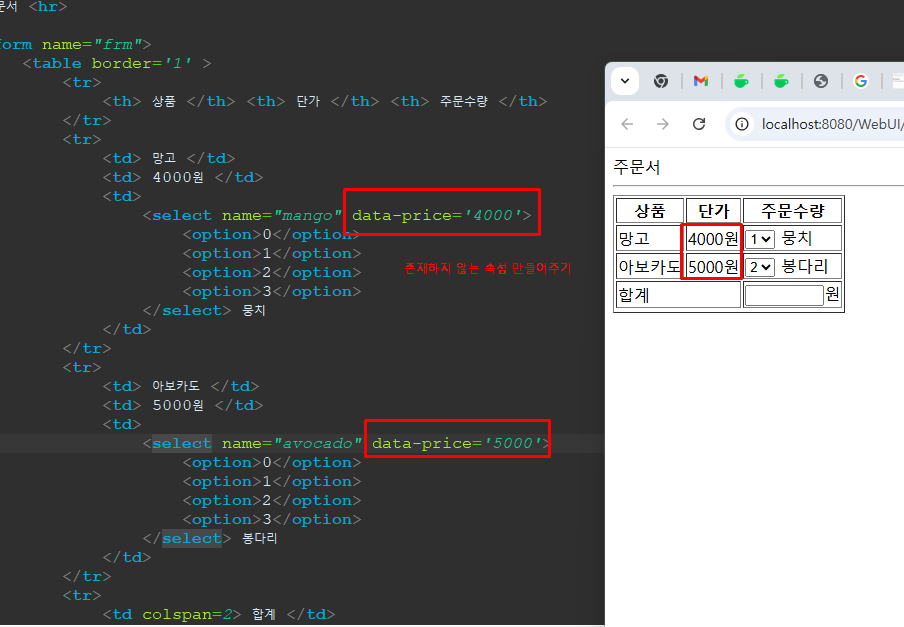 문서 <hr>
form name="frm">
<table border='1' >
<tr>
<th> 상품 </th> <th> 단가 </th> <th> 주문수량 </th>
</tr>
<tr>
<td> 망고 </td>
<td> 4000원 </td>
<td>
<select name="mango" data-price='4000'>
<option>0</option>
<option>1</option>
<option>2</option>
<option>3</option>
</select> 뭉치
</td>
</tr>
<tr>
<td> 아보카도 </td>
<td> 5000원 </td>
<td>
<select name="avocado" data-price='5000'>
<option>0</option>
<option>1</option>
<option>2</option>
<option>3</option>
</select> 봉다리
</td>
</tr>
<tr>
<td colspan=2> 합계 </td>
존재하지 않는 속성 만들어주기
localhost:8080/WebUI/
주문서
상품 단가 주문수량
망고 4000원 1 뭉치
아보카도 5000원 2 봉다리
합계 원